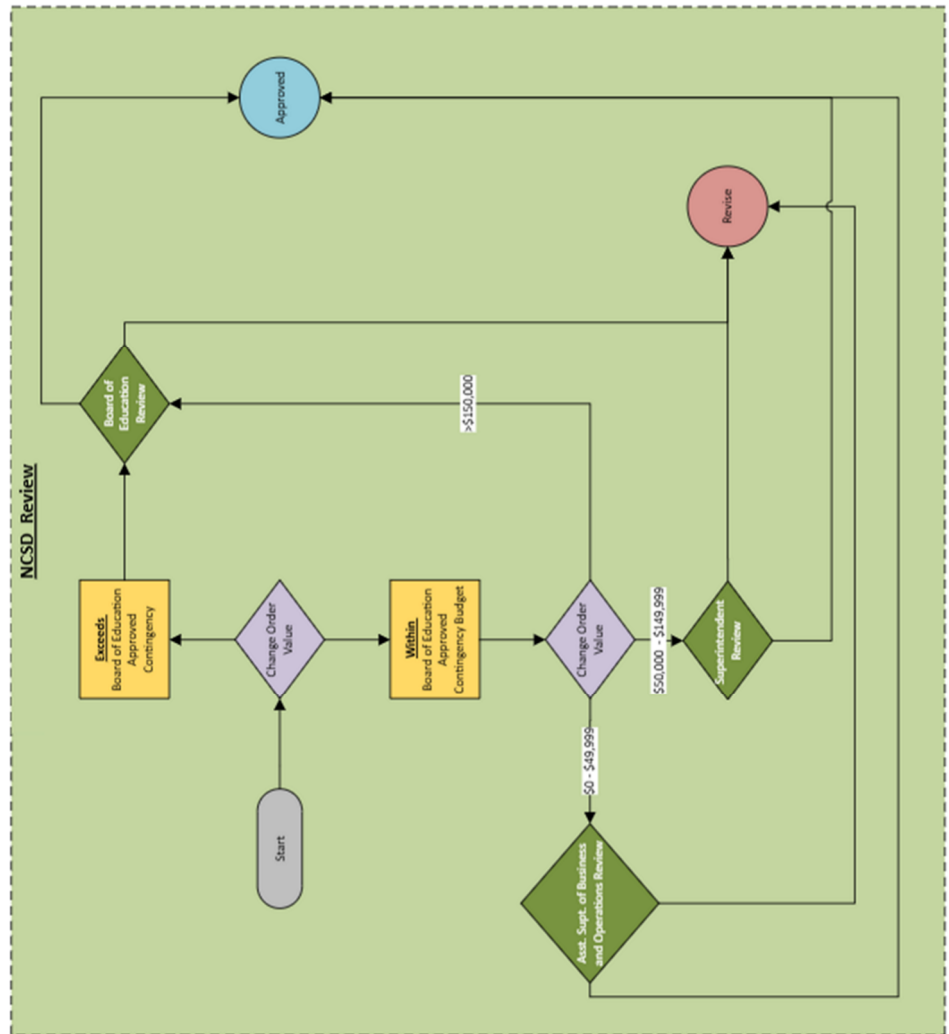 NCSD Review
Start
Change Order
Value
Exceeds
Board of Education
Approved
Contingency
Within
Board of Education
Approved
Contingency Budget
Change Order
Value
$0 - $49,999
$50,000 - $149,999
>$150,000
Asst. Supt. of Business
and Operations Review
Superintendent
Review
Board of
Education
Review
Revise
Approved